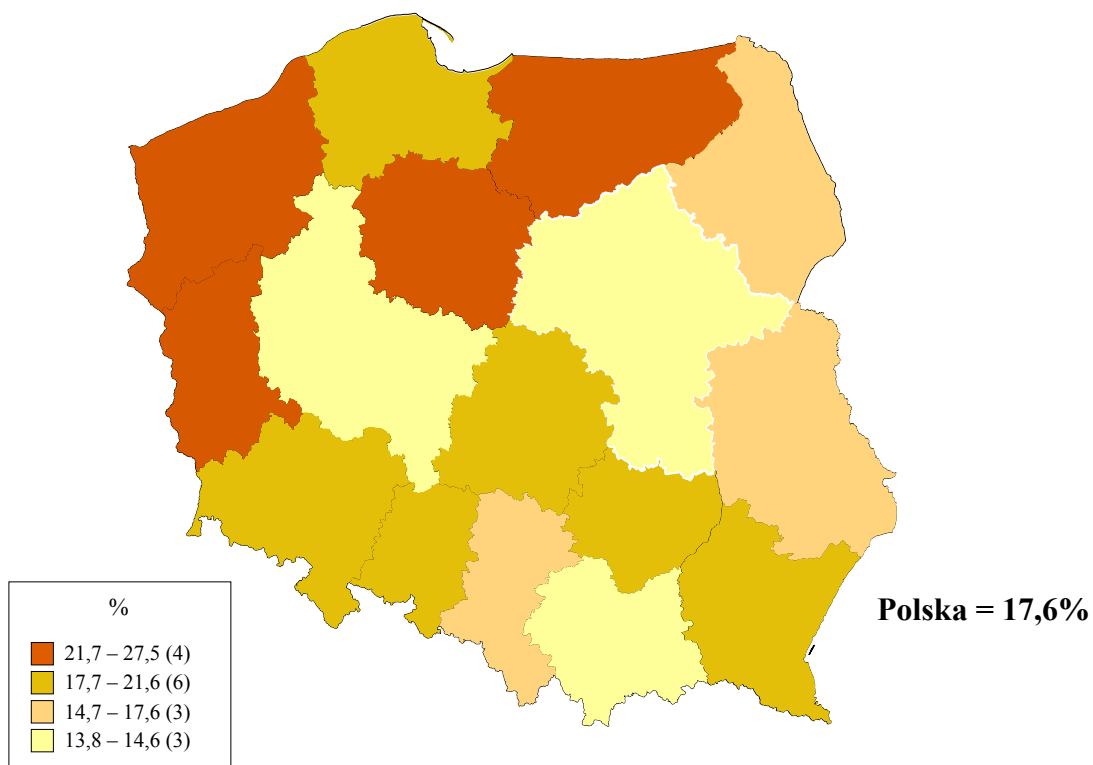 %
21,7 – 27,5 (4)
17,7 – 21,6 (6)
14,7 – 17,6 (3)
13,8 – 14,6 (3)
Polska = 17,6%